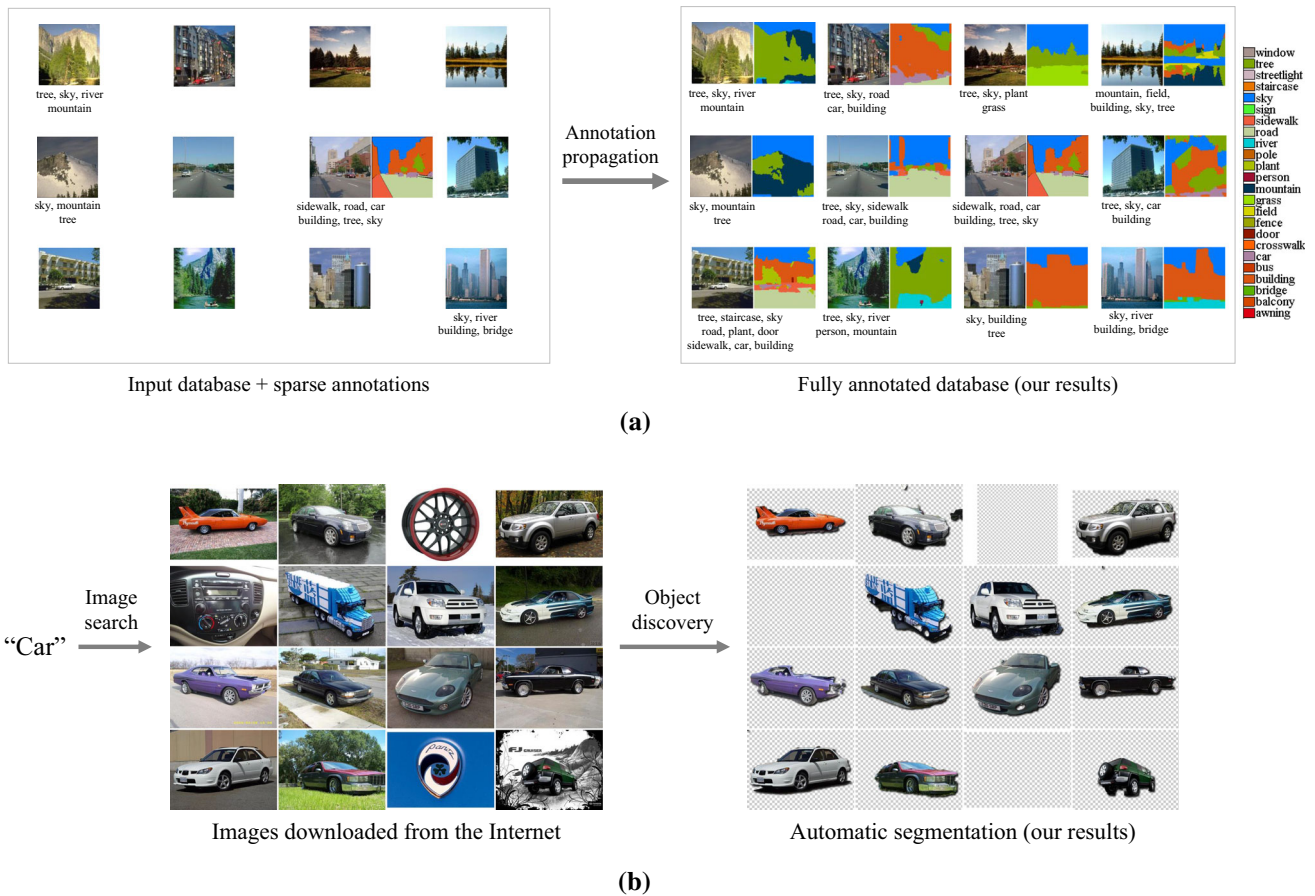 tree, sky, river
mountain
sky, mountain
tree
sidewalk, road, car
building, tree, sky
sky, river
building, bridge
Input database + sparse annotations
Annotation
propagation
tree, sky, river
mountain
tree, sky, road
car, building
tree, sky, plant
grass
mountain, field,
building, sky, tree
sky, mountain
tree
tree, sky, sidewalk
road, car, building
sidewalk, road, car
building, tree, sky
tree, sky, car
building
tree, staircase, sky
road, plant, door
sidewalk, car, building
tree, sky, river
person, mountain
sky, building
tree
sky, river
building, bridge
Fully annotated database (our results)
window
tree
streetlight
staircase
sky
sign
sidewalk
road
river
pole
plant
person
mountain
grass
field
fence
door
crosswalk
car
bus
building
bridge
balcony
awning
(a)
“Car”
Image
search
Images downloaded from the Internet
Object
discovery
Automatic segmentation (our results)
(b)